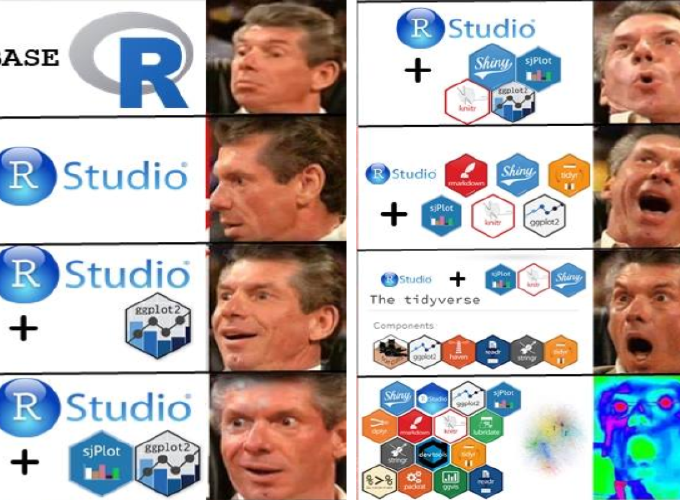 BASE R
R Studio
R Studio
+
ggplot2
R Studio
+
sjPlot
ggplot2
R Studio
+
Shiny
sjPlot
knitr
ggplot2
R Studio
rmarkdown
Shiny
tidyr
+
sjPlot
knitr
ggplot2
R Studio
+
sjPlot
knitr
Shiny
The tidyverse
Components
ggplot2
haven
readr
stringr
tidyr
Shiny
R Studio
ggplot2
sjPlot
dplyr
rmarkdown
knitr
lubridate
stringr
devtools
tidyr
%>%
packrat
ggvis
readr